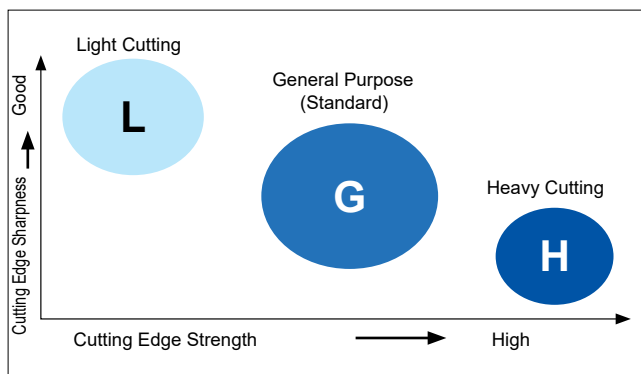 Light Cutting
L
General Purpose
(Standard)
G
Heavy Cutting
H
Cutting Edge Sharpness
Good
Cutting Edge Strength
High